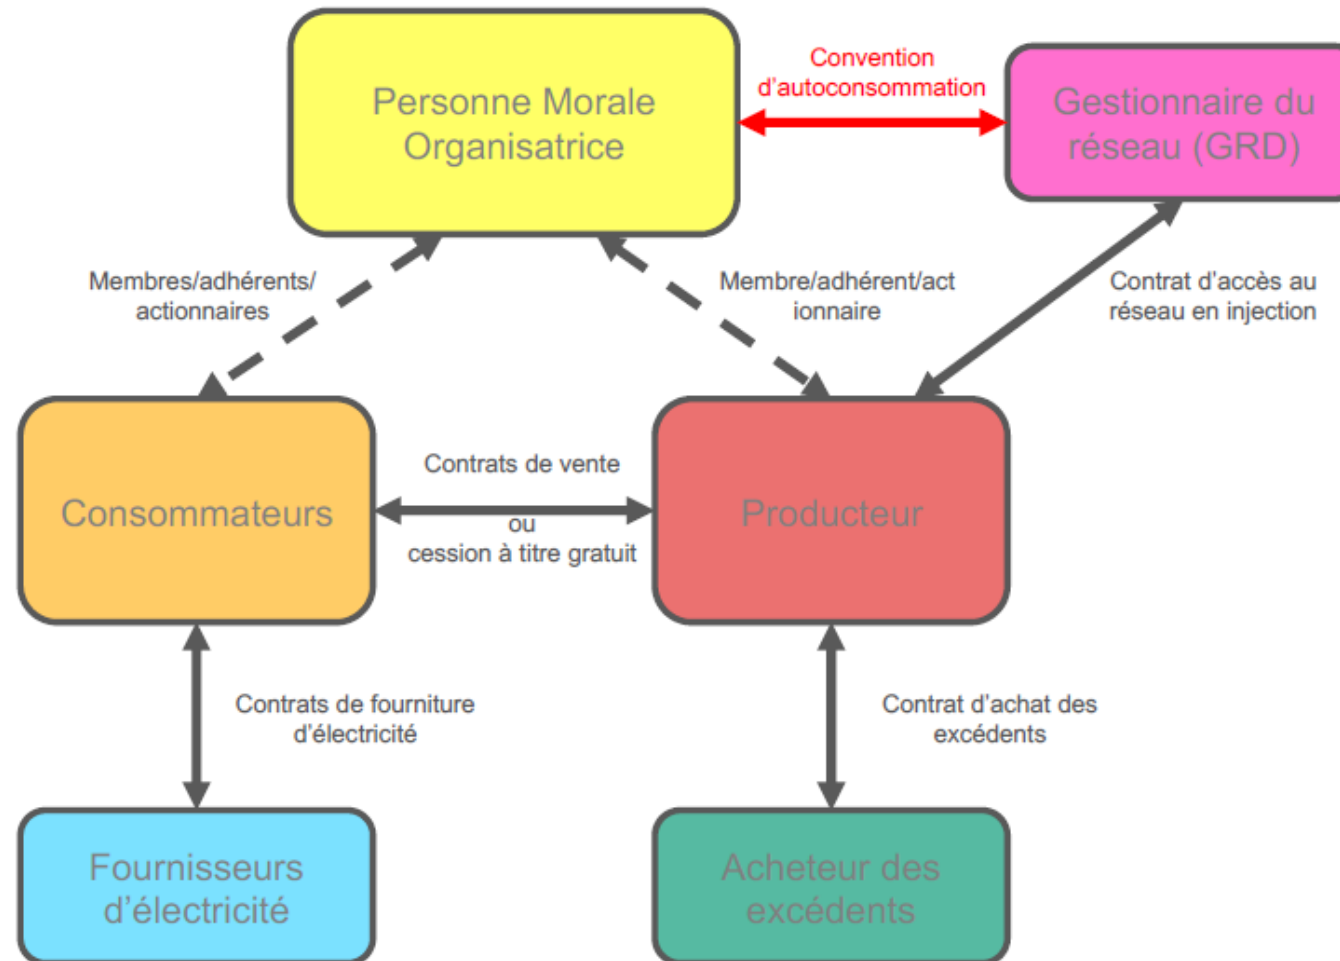 Convention
d'autoconsommation
Personne Morale
Organisatrice
Gestionnaire du
réseau (GRD)
Membres/adhérents/
actionnaires
Membre/adhérent/act
ionnaire
Contrat d'accès au
réseau en injection
Consommateurs
Contrats de vente
ou
cession à titre gratuit
Producteur
Contrats de fourniture
d'électricité
Contrat d'achat des
excédents
Fournisseurs
d'électricité
Acheteur des
excédents